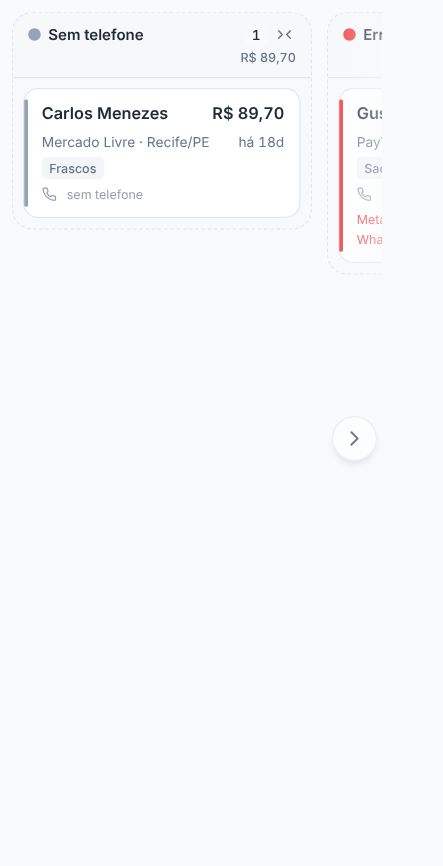 Sem telefone 1
R$ 89,70
Carlos Menezes R$ 89,70
Mercado Livre · Recife/PE há 18d
Frascos
sem telefone